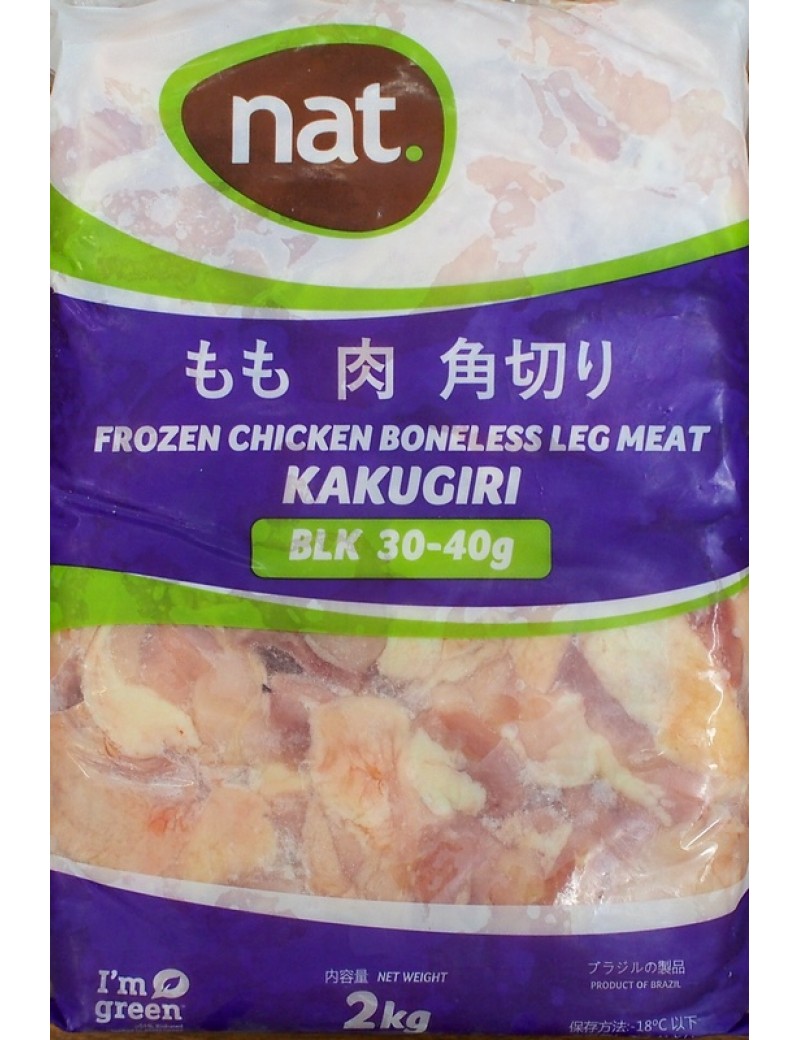 nat.
もも 肉 角切り
FROZEN CHICKEN BONELESS LEG MEAT
KAKUGIRI
BLK 30-40g
I'm
green
内容量 NET WEIGHT
2kg
ブラジルの製品
PRODUCT OF BRAZIL
保存方法:-18ºC 以下